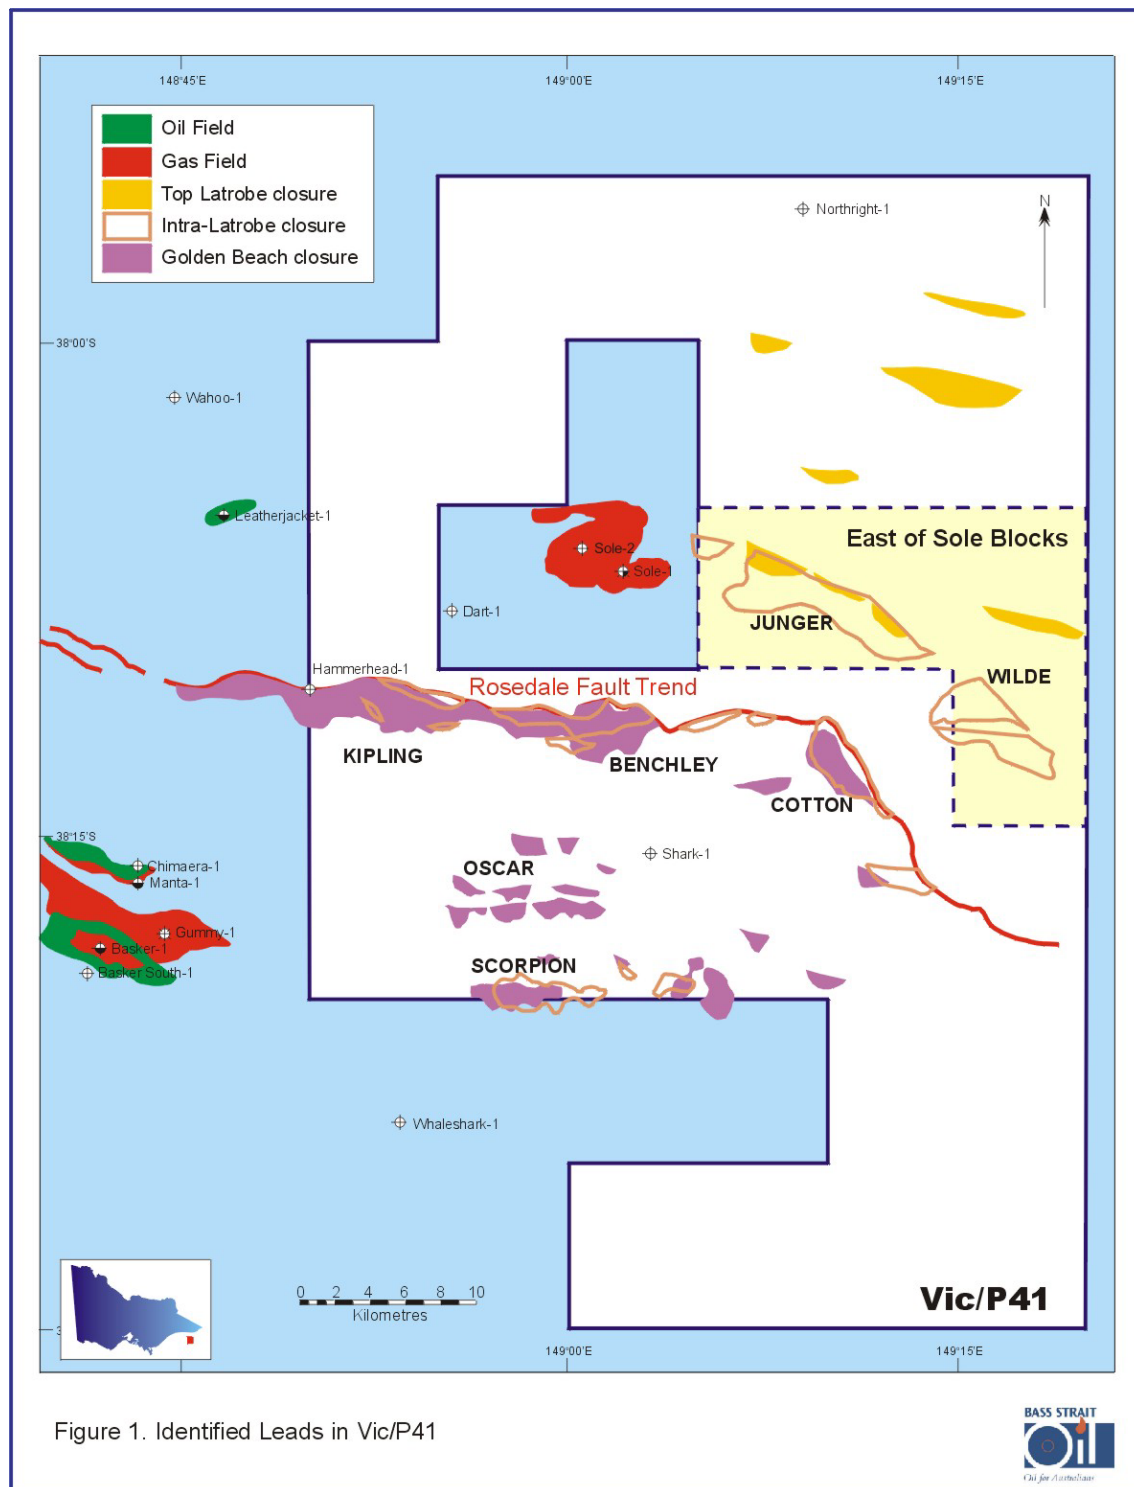 148°45'E
149°00'E
149°15'E
Oil Field
Gas Field
Top Latrobe closure
Intra-Latrobe closure
Golden Beach closure
Northright-1
N
38°00'S
Wahoo-1
Leatherjacket-1
East of Sole Blocks
Sole-2
Sole-1
Dart-1
JUNGER
Hammerhead-1
Rosedale Fault Trend
WILDE
KIPLING
BENCHLEY
COTTON
38°15'S
Chimaera-1
Manta-1
OSCAR
Shark-1
Gummy-1
Basker-1
Basker South-1
SCORPION
Whaleshark-1
0 2 4 6 8 10
Kilometres
Vic/P41
149°00'E
149°15'E
Figure 1. Identified Leads in Vic/P41
BASS STRAIT
Oil
Oil for Australians